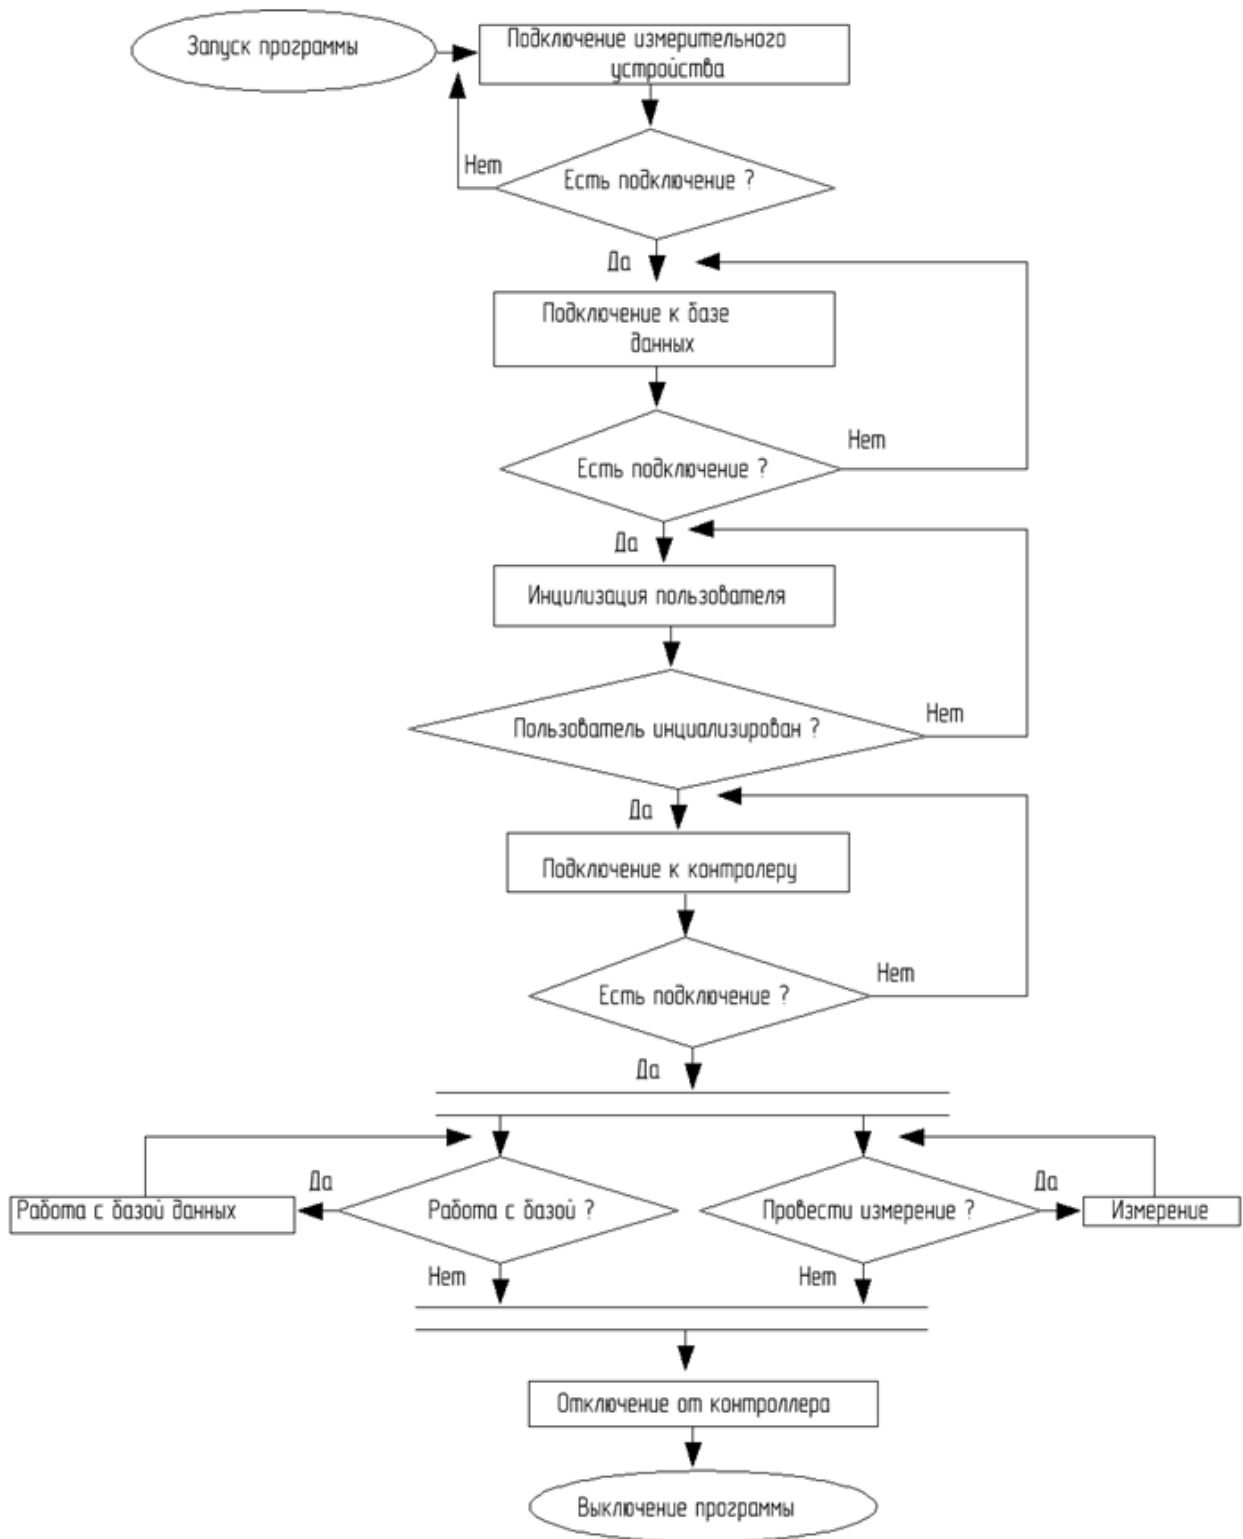 Запуск программы
Подключение измерительного
устройства
Нет
Есть подключение ?
Да
Подключение к базе
данных
Нет
Есть подключение ?
Да
Инцилизация пользователя
Нет
Пользователь инциализирован ?
Да
Подключение к контролеру
Нет
Есть подключение ?
Да
Да
Работа с базой данных
Работа с базой ?
Провести измерение ?
Да
Измерение
Нет
Нет
Отключение от контроллера
Выключение программы